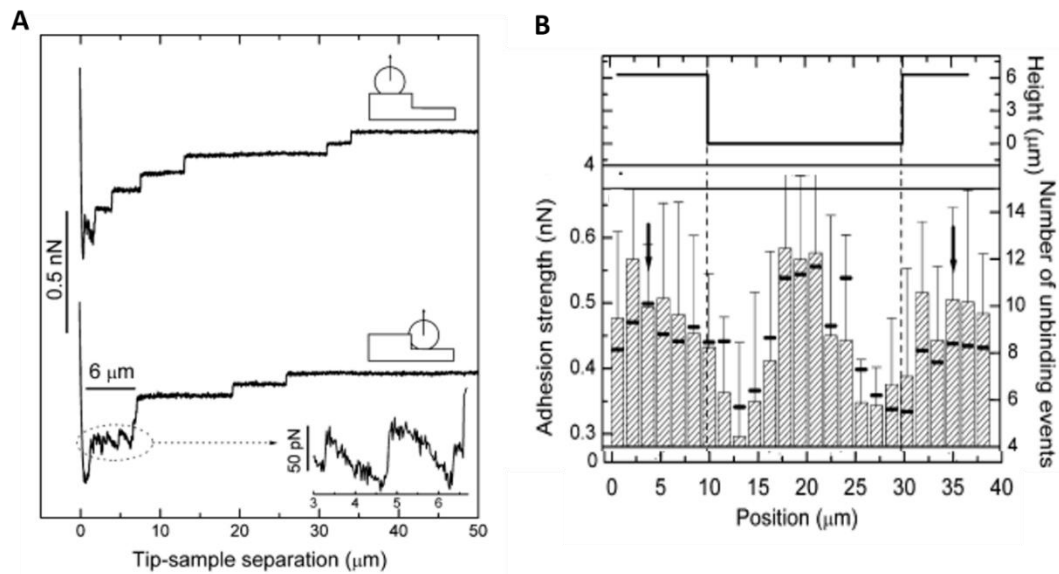 A
0.5 nN
6 μm
50 pN
3 4 5 6
0 10 20 30 40 50
Tip-sample separation (μm)
B
6
3
0
Height (μm)
4
0.6
0.5
0.4
0.3
0
Adhesion strength (nN)
14
12
10
8
6
4
Number of unbinding events
0 5 10 15 20 25 30 35 40
Position (μm)